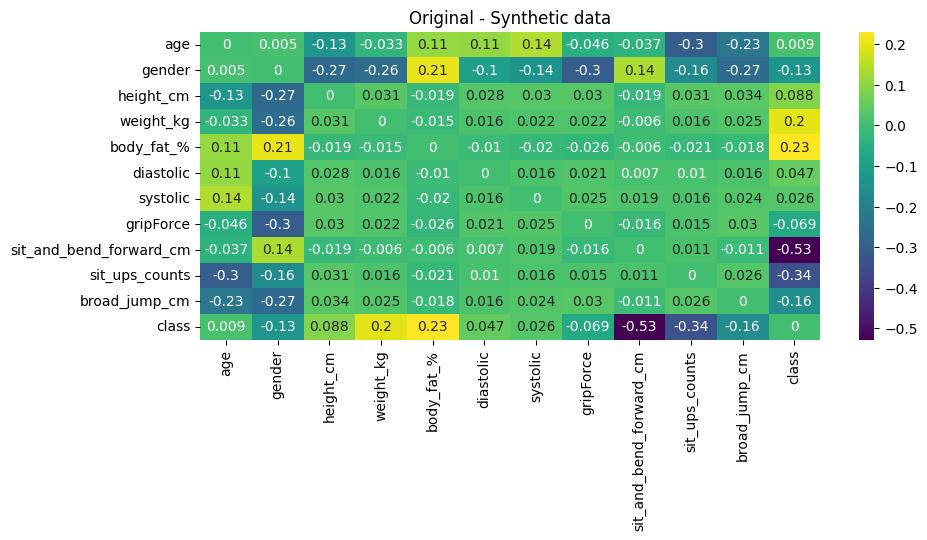 Original - Synthetic data
age 0 0.005 -0.13 -0.033 0.11 0.11 0.14 -0.046 -0.037 -0.3 -0.23 0.009
gender 0.005 0 -0.27 -0.26 0.21 -0.1 -0.14 -0.3 0.14 -0.16 -0.27 -0.13
height_cm -0.13 -0.27 0 0.031 -0.019 0.028 0.03 0.03 -0.019 0.031 0.034 0.088
weight_kg -0.033 -0.26 0.031 0 -0.015 0.016 0.022 0.022 -0.006 0.016 0.025 0.2
body_fat_% 0.11 0.21 -0.019 -0.015 0 -0.01 -0.02 -0.026 -0.006 -0.021 -0.018 0.23
diastolic 0.11 -0.1 0.028 0.016 -0.01 0 0.016 0.021 0.007 0.01 0.016 0.047
systolic 0.14 -0.14 0.03 0.022 -0.02 0.016 0 0.025 0.019 0.016 0.024 0.026
gripForce -0.046 -0.3 0.03 0.022 -0.026 0.021 0.025 0 -0.016 0.015 0.03 -0.069
sit_and_bend_forward_cm -0.037 0.14 -0.019 -0.006 -0.006 0.007 0.019 -0.016 0 0.011 -0.011 -0.53
sit_ups_counts -0.3 -0.16 0.031 0.016 -0.021 0.01 0.016 0.015 0.011 0 0.026 -0.34
broad_jump_cm -0.23 -0.27 0.034 0.025 -0.018 0.016 0.024 0.03 -0.011 0.026 0 -0.16
class 0.009 -0.13 0.088 0.2 0.23 0.047 0.026 -0.069 -0.53 -0.34 -0.16 0
age
gender
height_cm
weight_kg
body_fat_%
diastolic
systolic
gripForce
sit_and_bend_forward_cm
sit_ups_counts
broad_jump_cm
class
0.2
0.1
0.0
-0.1
-0.2
-0.3
-0.4
-0.5